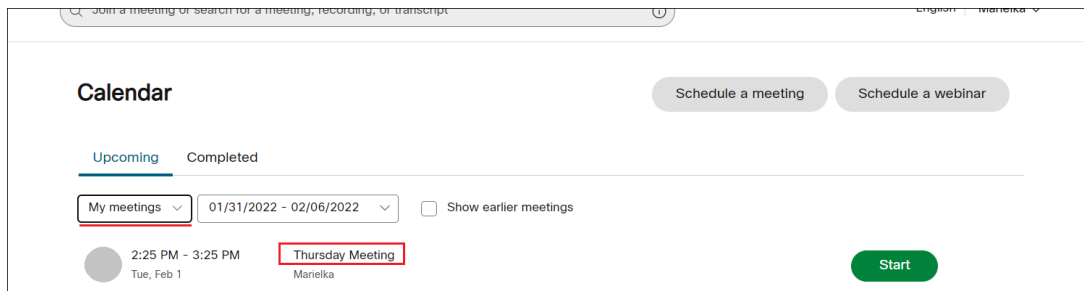 Join a meeting or search for a meeting, recording, or transcript
English Marielka
Calendar
Schedule a meeting Schedule a webinar
Upcoming Completed
My meetings 01/31/2022 - 02/06/2022 Show earlier meetings
2:25 PM - 3:25 PM Thursday Meeting
Start
Tue, Feb 1 Marielka